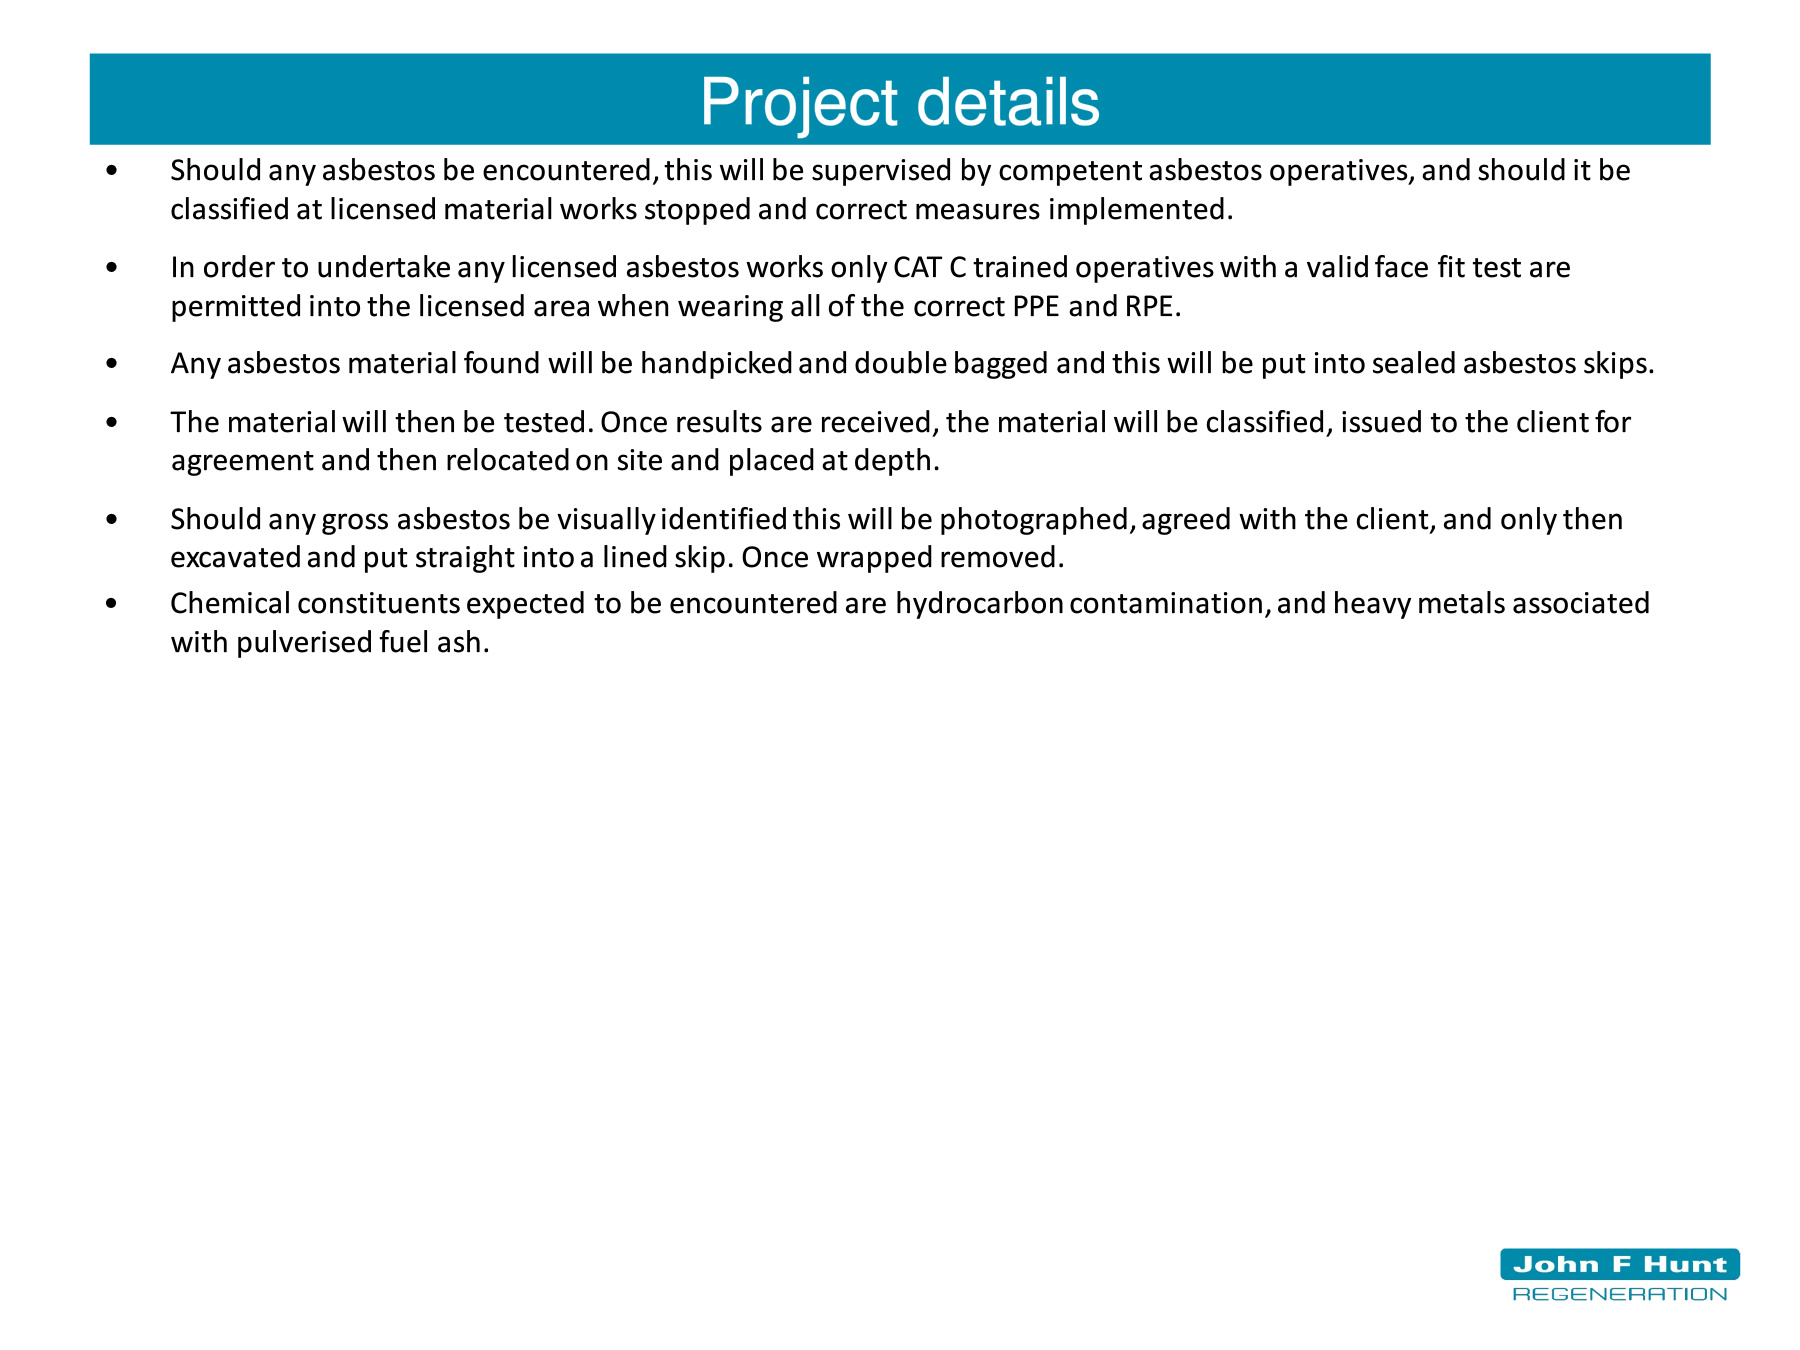 Project details
• Should any asbestos be encountered, this will be supervised by competent asbestos operatives, and should it be
classified at licensed material works stopped and correct measures implemented.
• In order to undertake any licensed asbestos works only CAT C trained operatives with a valid face fit test are
permitted into the licensed area when wearing all of the correct PPE and RPE.
• Any asbestos material found will be handpicked and double bagged and this will be put into sealed asbestos skips.
• The material will then be tested. Once results are received, the material will be classified, issued to the client for
agreement and then relocated on site and placed at depth.
• Should any gross asbestos be visually identified this will be photographed, agreed with the client, and only then
excavated and put straight into a lined skip. Once wrapped removed.
• Chemical constituents expected to be encountered are hydrocarbon contamination, and heavy metals associated
with pulverised fuel ash.
John F Hunt
REGENERATION